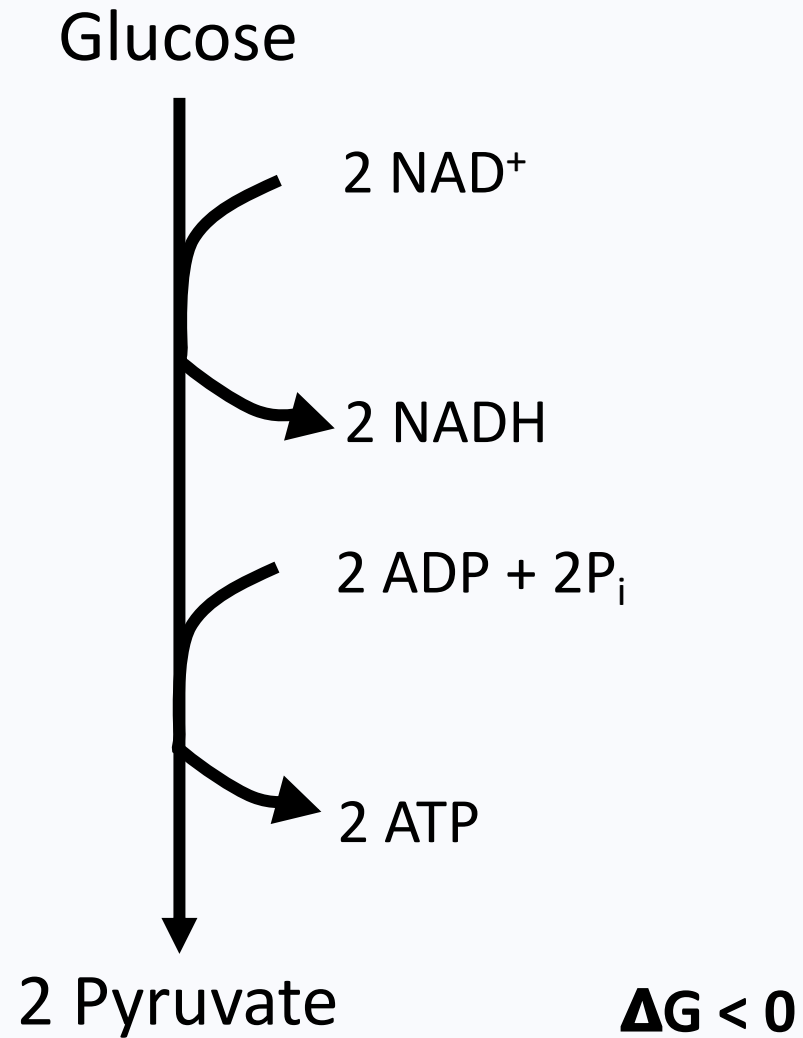 Glucose
2 NAD⁺
2 NADH
2 ADP + 2Pᵢ
2 ATP
2 Pyruvate
ΔG < 0